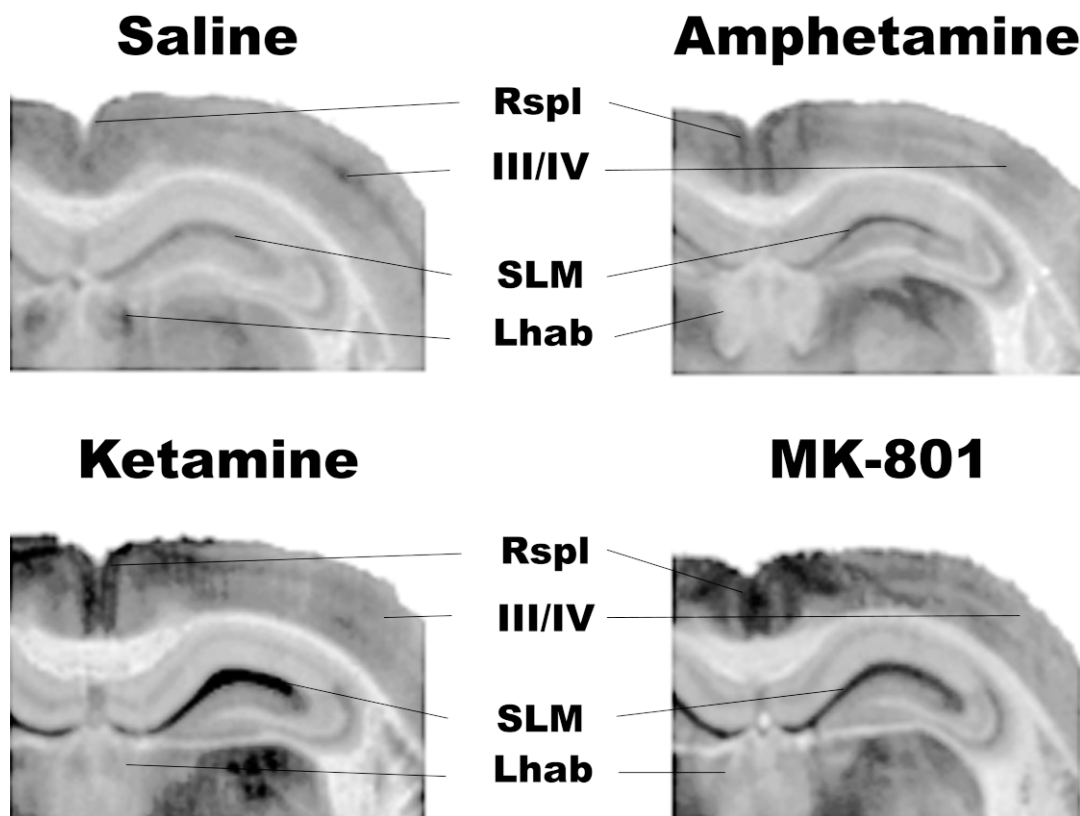 Saline
Amphetamine
Rspl
III/IV
SLM
Lhab
Ketamine
MK-801
Rspl
III/IV
SLM
Lhab